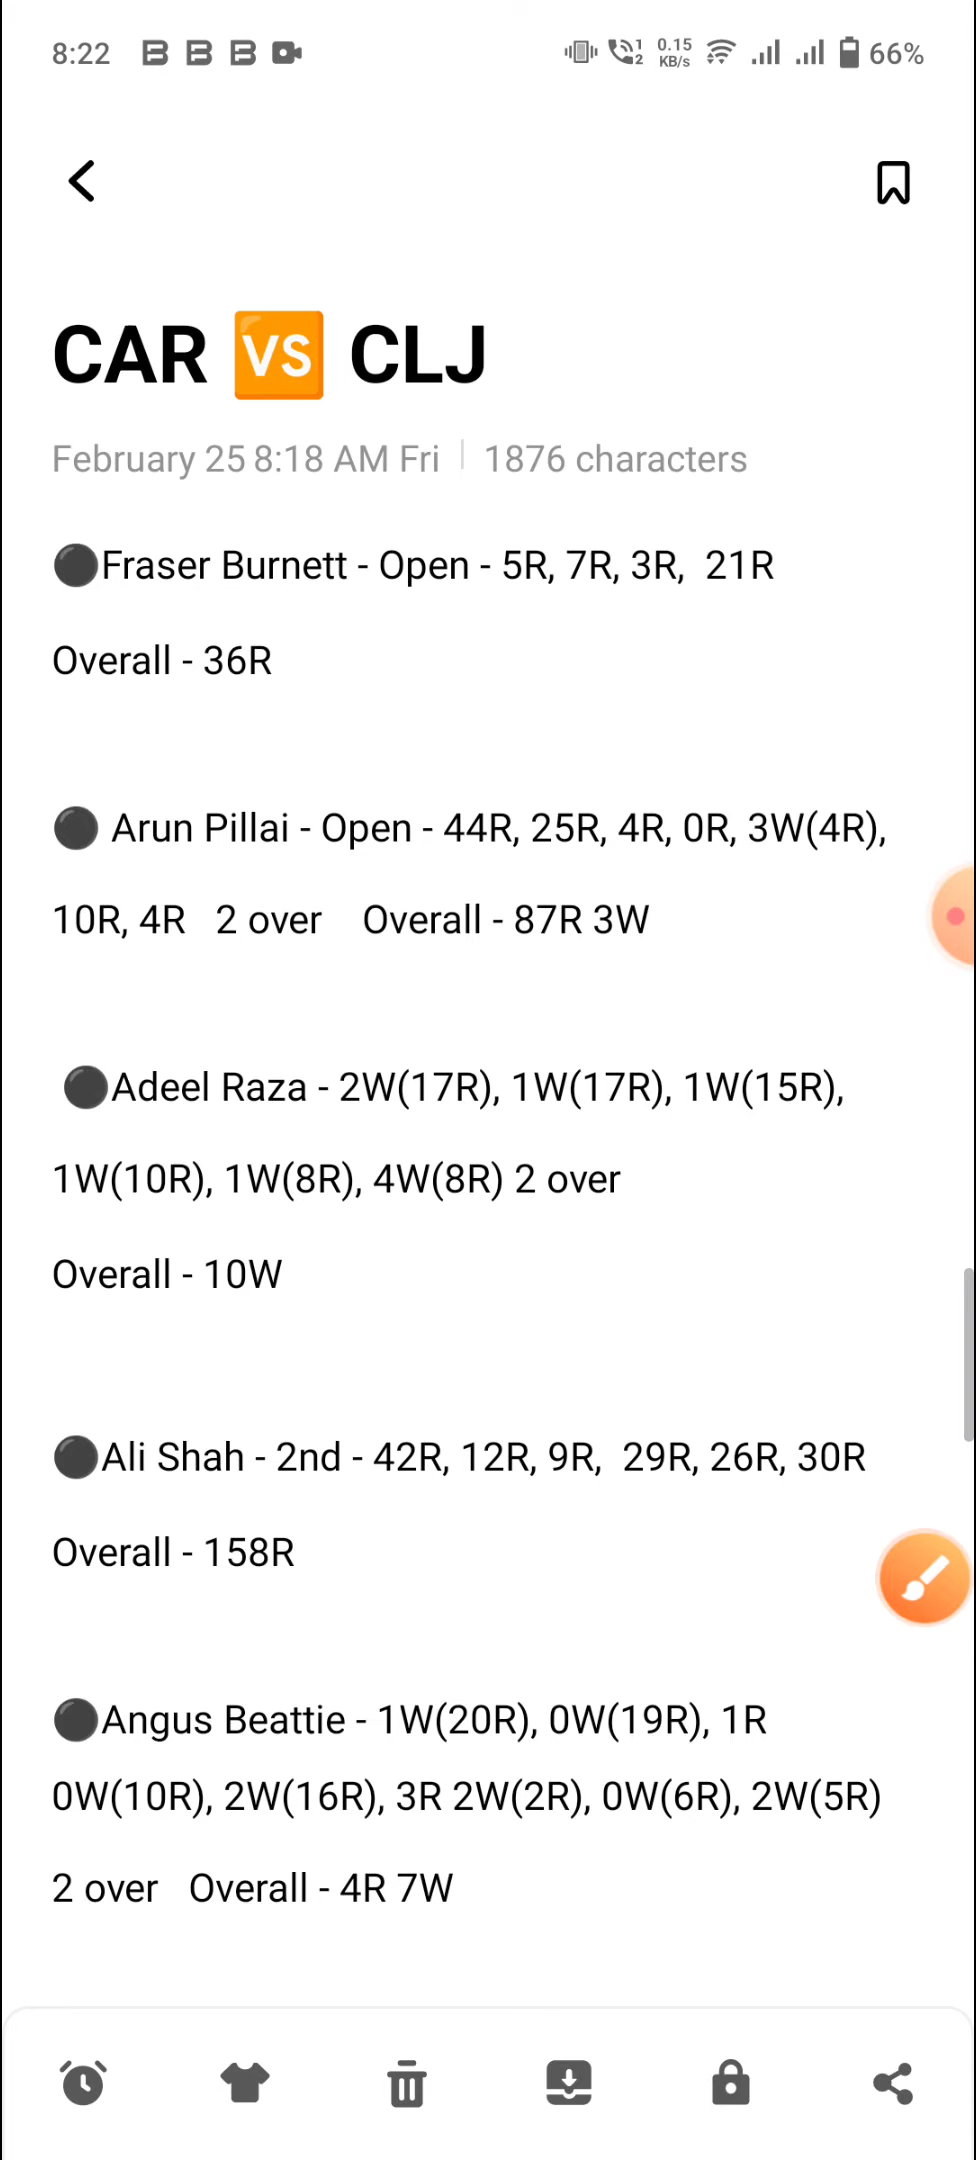 8:22 0.15 KB/s 66%
CAR VS CLJ
February 25 8:18 AM Fri | 1876 characters
⚫Fraser Burnett - Open - 5R, 7R, 3R, 21R
Overall - 36R
⚫ Arun Pillai - Open - 44R, 25R, 4R, 0R, 3W(4R),
10R, 4R 2 over Overall - 87R 3W
⚫Adeel Raza - 2W(17R), 1W(17R), 1W(15R),
1W(10R), 1W(8R), 4W(8R) 2 over
Overall - 10W
⚫Ali Shah - 2nd - 42R, 12R, 9R, 29R, 26R, 30R
Overall - 158R
⚫Angus Beattie - 1W(20R), 0W(19R), 1R
0W(10R), 2W(16R), 3R 2W(2R), 0W(6R), 2W(5R)
2 over Overall - 4R 7W